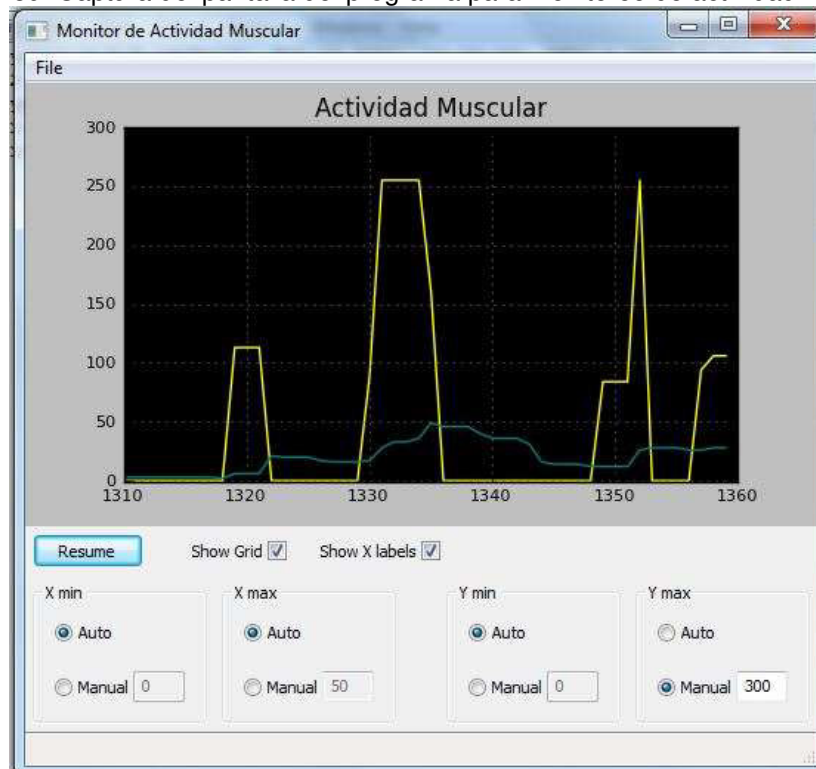 Monitor de Actividad Muscular
File
Actividad Muscular
300
250
200
150
100
50
0
1310 1320 1330 1340 1350 1360
Resume Show Grid Show X labels
X min X max Y min Y max
Auto Auto Auto Auto
Manual 0 Manual 50 Manual 0 Manual 300